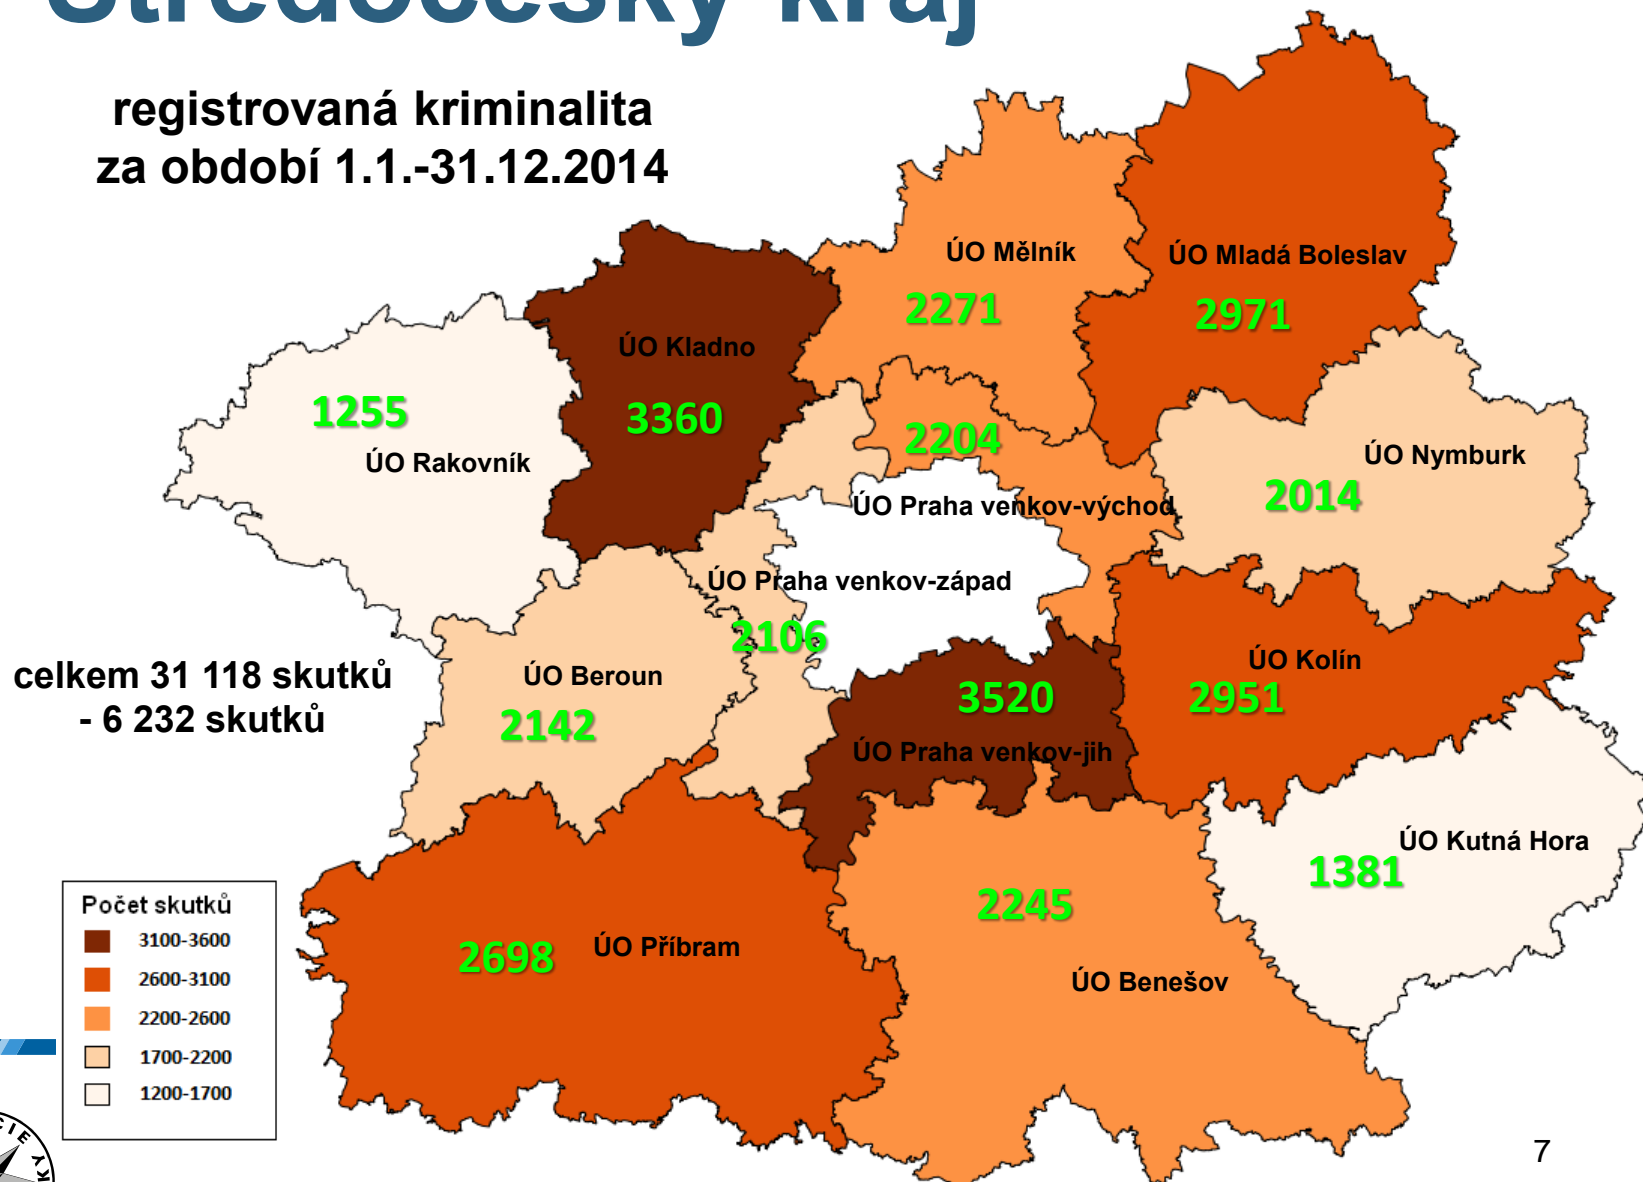 Středočeský kraj
registrovaná kriminalita
za období 1.1.-31.12.2014
ÚO Mělník
2271
ÚO Mladá Boleslav
2971
ÚO Kladno
3360
1255
ÚO Rakovník
2204
ÚO Praha venkov-východ
ÚO Nymburk
2014
ÚO Praha venkov-západ
2106
celkem 31 118 skutků
- 6 232 skutků
ÚO Beroun
2142
3520
ÚO Praha venkov-jih
ÚO Kolín
2951
ÚO Kutná Hora
1381
2245
ÚO Benešov
2698 ÚO Příbram
Počet skutků
3100-3600
2600-3100
2200-2600
1700-2200
1200-1700
7